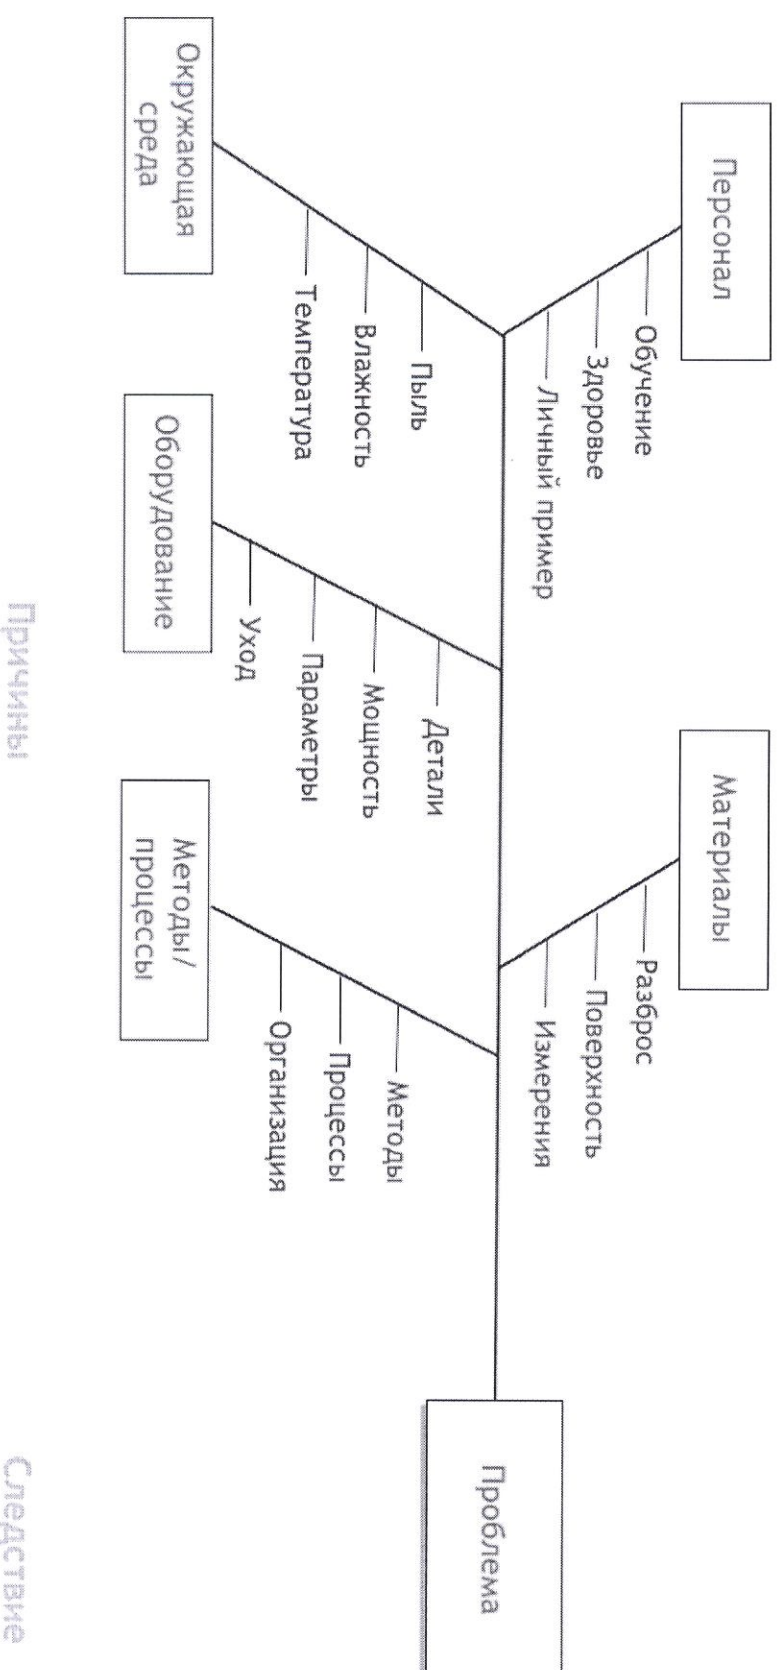 Персонал
Обучение
Здоровье
Личный пример
Материалы
Разброс
Поверхность
Измерения
Проблема
Окружающая
среда
Пыль
Влажность
Температура
Оборудование
Детали
Мощность
Параметры
Уход
Методы/
процессы
Методы
Процессы
Организация
Причины
Следствие